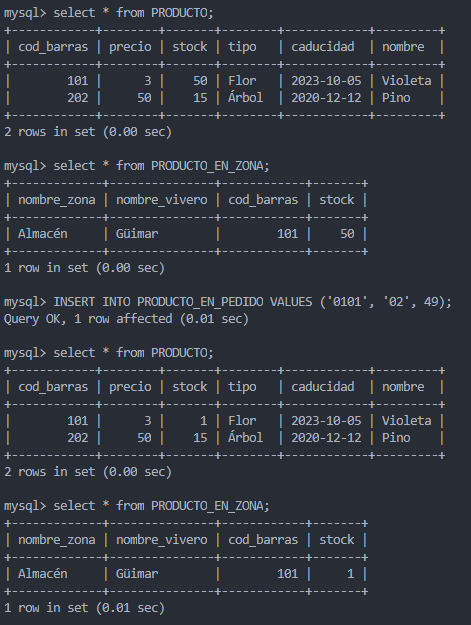 mysql> select * from PRODUCTO;
+------------+--------+-------+--------+------------+---------+
| cod_barras | precio | stock | tipo   | caducidad  | nombre  |
+------------+--------+-------+--------+------------+---------+
|        101 |      3 |    50 | Flor   | 2023-10-05 | Violeta |
|        202 |     50 |    15 | Árbol  | 2020-12-12 | Pino    |
+------------+--------+-------+--------+------------+---------+
2 rows in set (0.00 sec)
mysql> select * from PRODUCTO_EN_ZONA;
+-------------+---------------+------------+-------+
| nombre_zona | nombre_vivero | cod_barras | stock |
+-------------+---------------+------------+-------+
| Almacén     | Güimar        |        101 |    50 |
+-------------+---------------+------------+-------+
1 row in set (0.00 sec)
mysql> INSERT INTO PRODUCTO_EN_PEDIDO VALUES ('0101', '02', 49);
Query OK, 1 row affected (0.01 sec)
mysql> select * from PRODUCTO;
+------------+--------+-------+--------+------------+---------+
| cod_barras | precio | stock | tipo   | caducidad  | nombre  |
+------------+--------+-------+--------+------------+---------+
|        101 |      3 |     1 | Flor   | 2023-10-05 | Violeta |
|        202 |     50 |    15 | Árbol  | 2020-12-12 | Pino    |
+------------+--------+-------+--------+------------+---------+
2 rows in set (0.00 sec)
mysql> select * from PRODUCTO_EN_ZONA;
+-------------+---------------+------------+-------+
| nombre_zona | nombre_vivero | cod_barras | stock |
+-------------+---------------+------------+-------+
| Almacén     | Güimar        |        101 |     1 |
+-------------+---------------+------------+-------+
1 row in set (0.01 sec)